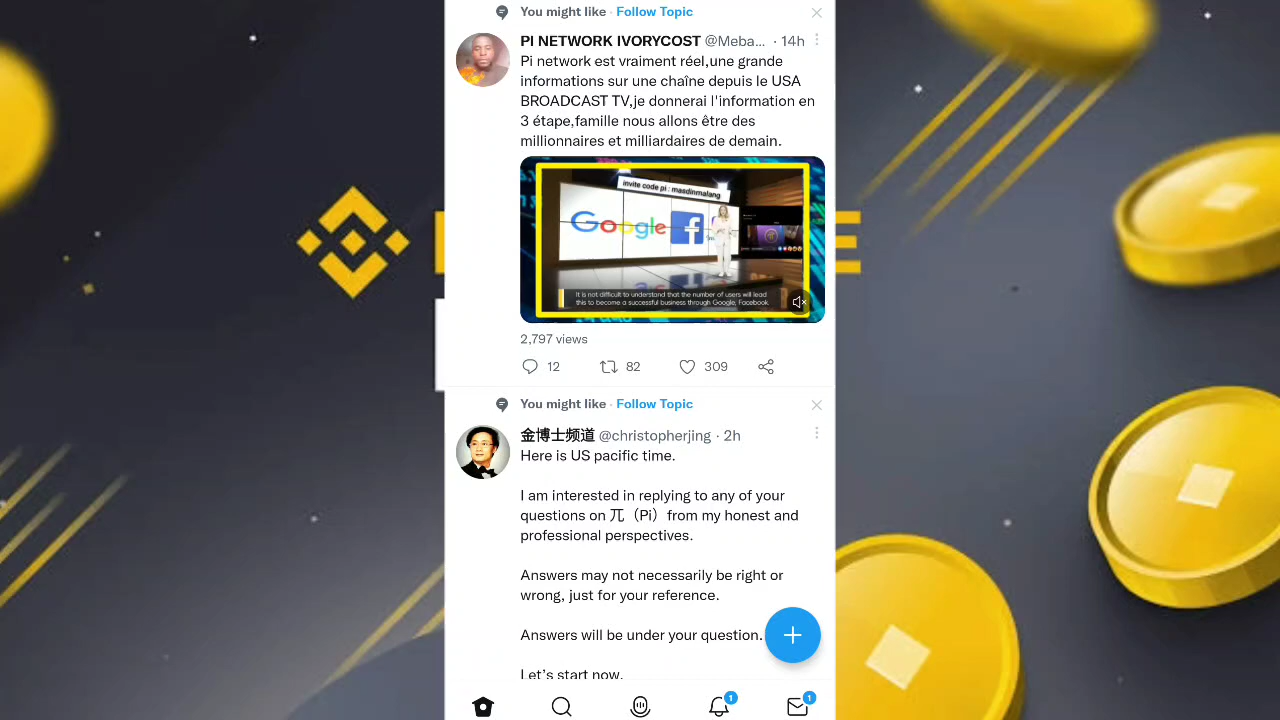 You might like · Follow Topic
PI NETWORK IVORYCOST @Meba... · 14h
Pi network est vraiment réel,une grande
informations sur une chaîne depuis le USA
BROADCAST TV,je donnerai l'information en
3 étape,famille nous allons être des
millionnaires et milliardaires de demain.
invite code pi : masdinmalang
Google
f
It is not difficult to understand that the number of users will lead
this to become a successful business through Google, Facebook.
2,797 views
12 82 309
You might like · Follow Topic
金博士频道 @christopherjing · 2h
Here is US pacific time.
I am interested in replying to any of your
questions on 兀（Pi）from my honest and
professional perspectives.
Answers may not necessarily be right or
wrong, just for your reference.
Answers will be under your question.
Let's start now.
1 1